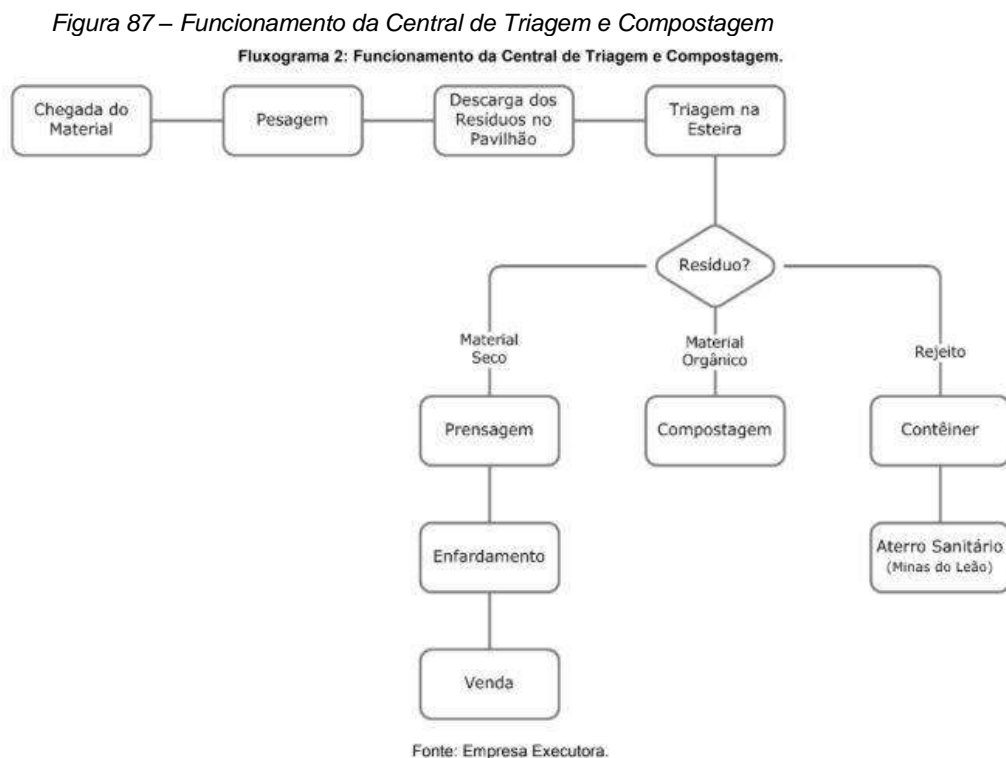 Figura 87 – Funcionamento da Central de Triagem e Compostagem
Fluxograma 2: Funcionamento da Central de Triagem e Compostagem.
Chegada do
Material
Pesagem
Descarga dos
Resíduos no
Pavilhão
Triagem na
Esteira
Resíduo?
Material
Seco
Material
Orgânico
Rejeito
Prensagem
Compostagem
Contêiner
Enfardamento
Aterro Sanitário
(Minas do Leão)
Venda
Fonte: Empresa Executora.